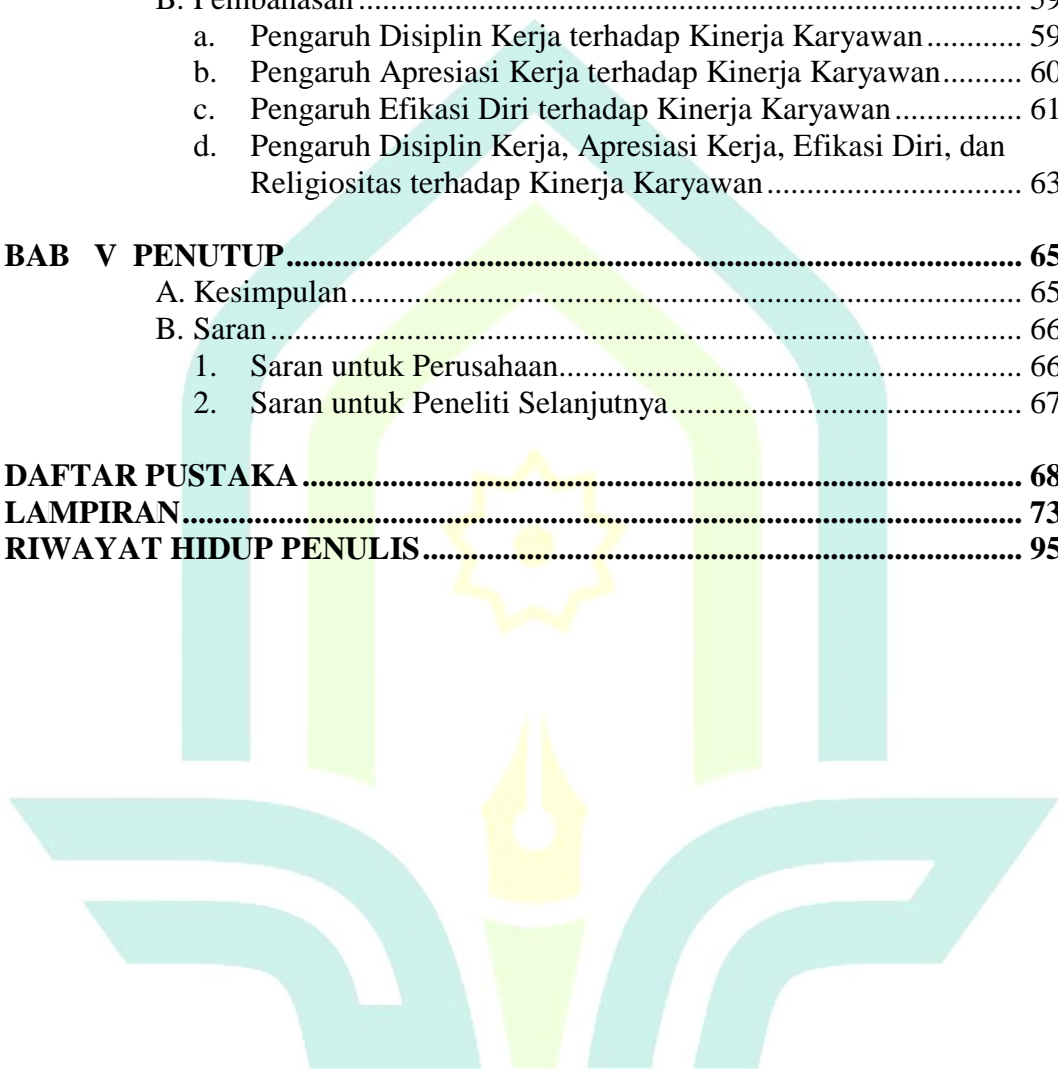 B. Pembahasan........................................................................................ 59
a. Pengaruh Disiplin Kerja terhadap Kinerja Karyawan............ 59
b. Pengaruh Apresiasi Kerja terhadap Kinerja Karyawan.......... 60
c. Pengaruh Efikasi Diri terhadap Kinerja Karyawan................ 61
d. Pengaruh Disiplin Kerja, Apresiasi Kerja, Efikasi Diri, dan
Religiositas terhadap Kinerja Karyawan................................ 63
BAB V PENUTUP............................................................................................. 65
A. Kesimpulan..................................................................................... 65
B. Saran............................................................................................... 66
1. Saran untuk Perusahaan.......................................................... 66
2. Saran untuk Peneliti Selanjutnya............................................. 67
DAFTAR PUSTAKA........................................................................................... 68
LAMPIRAN.......................................................................................................... 73
RIWAYAT HIDUP PENULIS............................................................................ 95